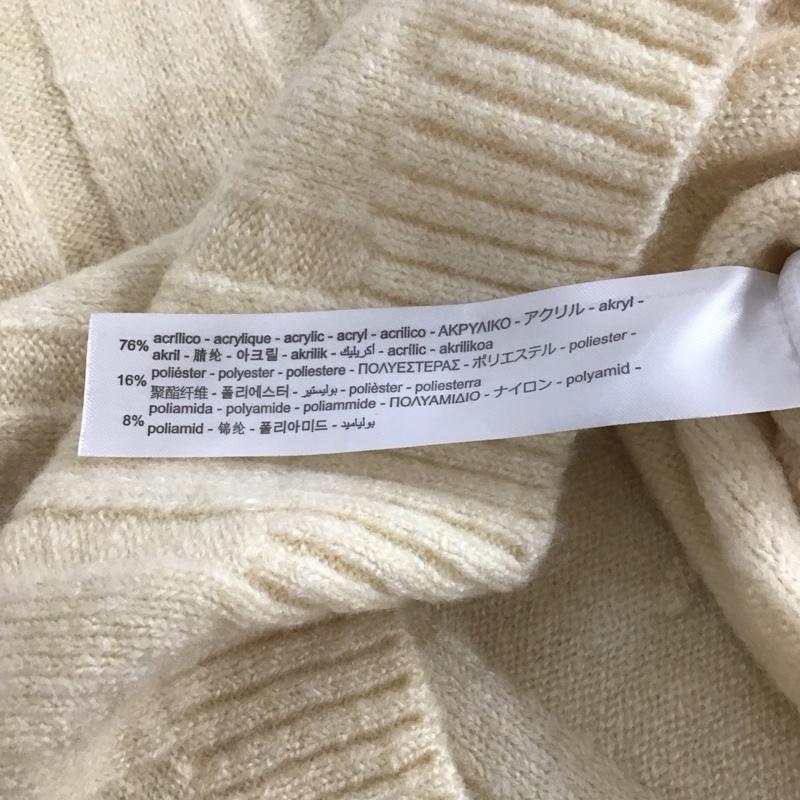 76% acrílico - acrylique - acrylic - acryl - acrilico - ΑΚΡΥΛΙΚΟ - アクリル - akryl -
akril - 腈纶 - 아크릴 - akrilik - أكريليك - acrílic - akrilikoa
16% poliéster - polyester - poliestere - ΠΟΛΥΕΣΤΕΡΑΣ - ポリエステル - poliester -
聚酯纤维 - 폴리에스터 - بوليستير - polièster - poliesterra
8% poliamida - polyamide - poliammide - ΠΟΛΥΑΜΙΔΙΟ - ナイロン - polyamid -
poliamid - 锦纶 - 폴리아미드 - بولياميد